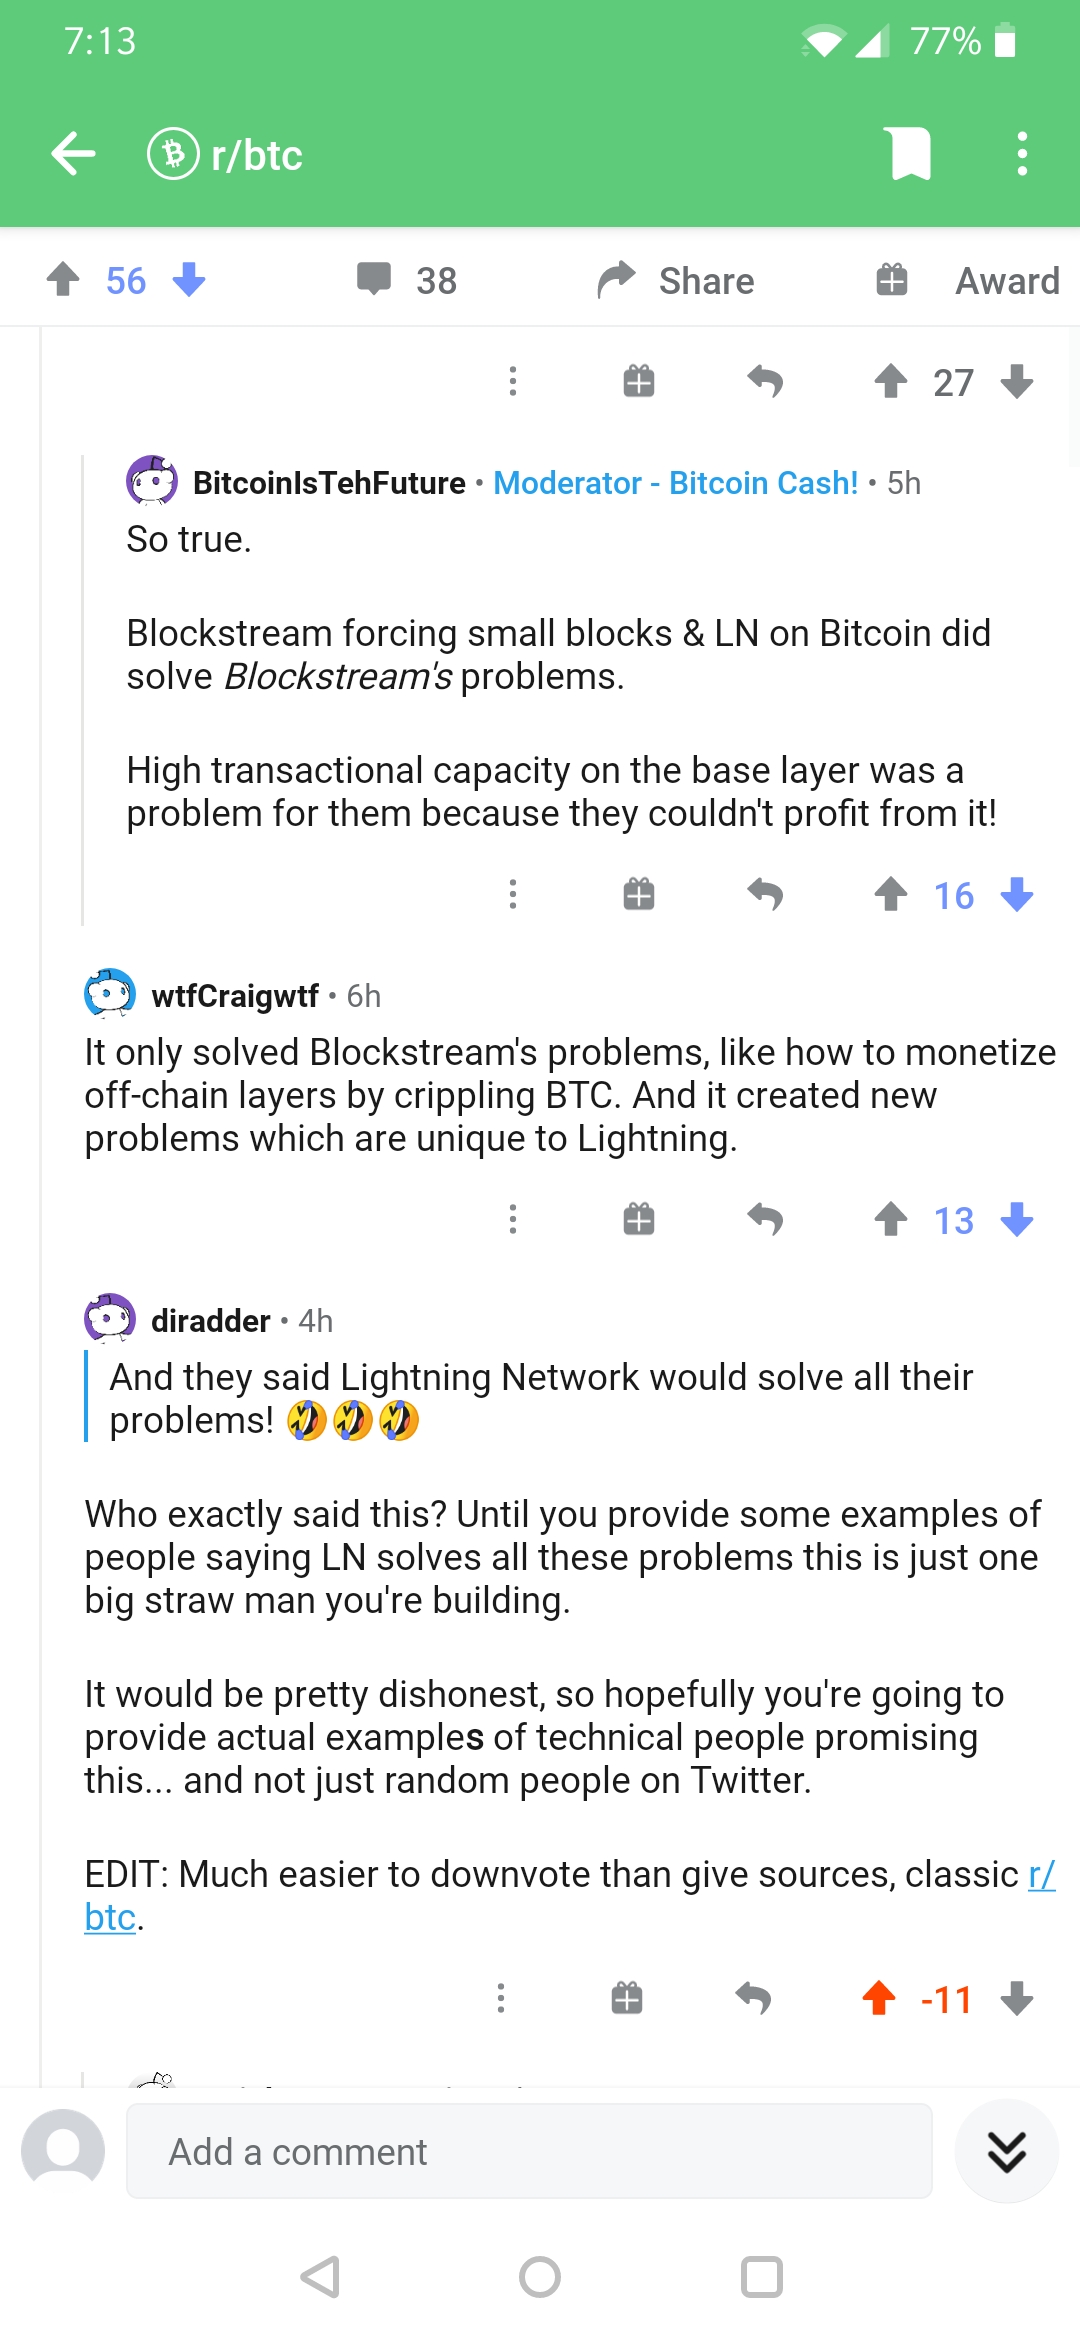 7:13
77%
r/btc
56
38
Share
Award
27
BitcoinIsTehFuture • Moderator - Bitcoin Cash! • 5h
So true.
Blockstream forcing small blocks & LN on Bitcoin did
solve Blockstream's problems.
High transactional capacity on the base layer was a
problem for them because they couldn't profit from it!
16
wtfCraigwtf • 6h
It only solved Blockstream's problems, like how to monetize
off-chain layers by crippling BTC. And it created new
problems which are unique to Lightning.
13
diradder • 4h
And they said Lightning Network would solve all their
problems! 🤣🤣🤣
Who exactly said this? Until you provide some examples of
people saying LN solves all these problems this is just one
big straw man you're building.
It would be pretty dishonest, so hopefully you're going to
provide actual examples of technical people promising
this... and not just random people on Twitter.
EDIT: Much easier to downvote than give sources, classic r/
btc.
-11
Add a comment